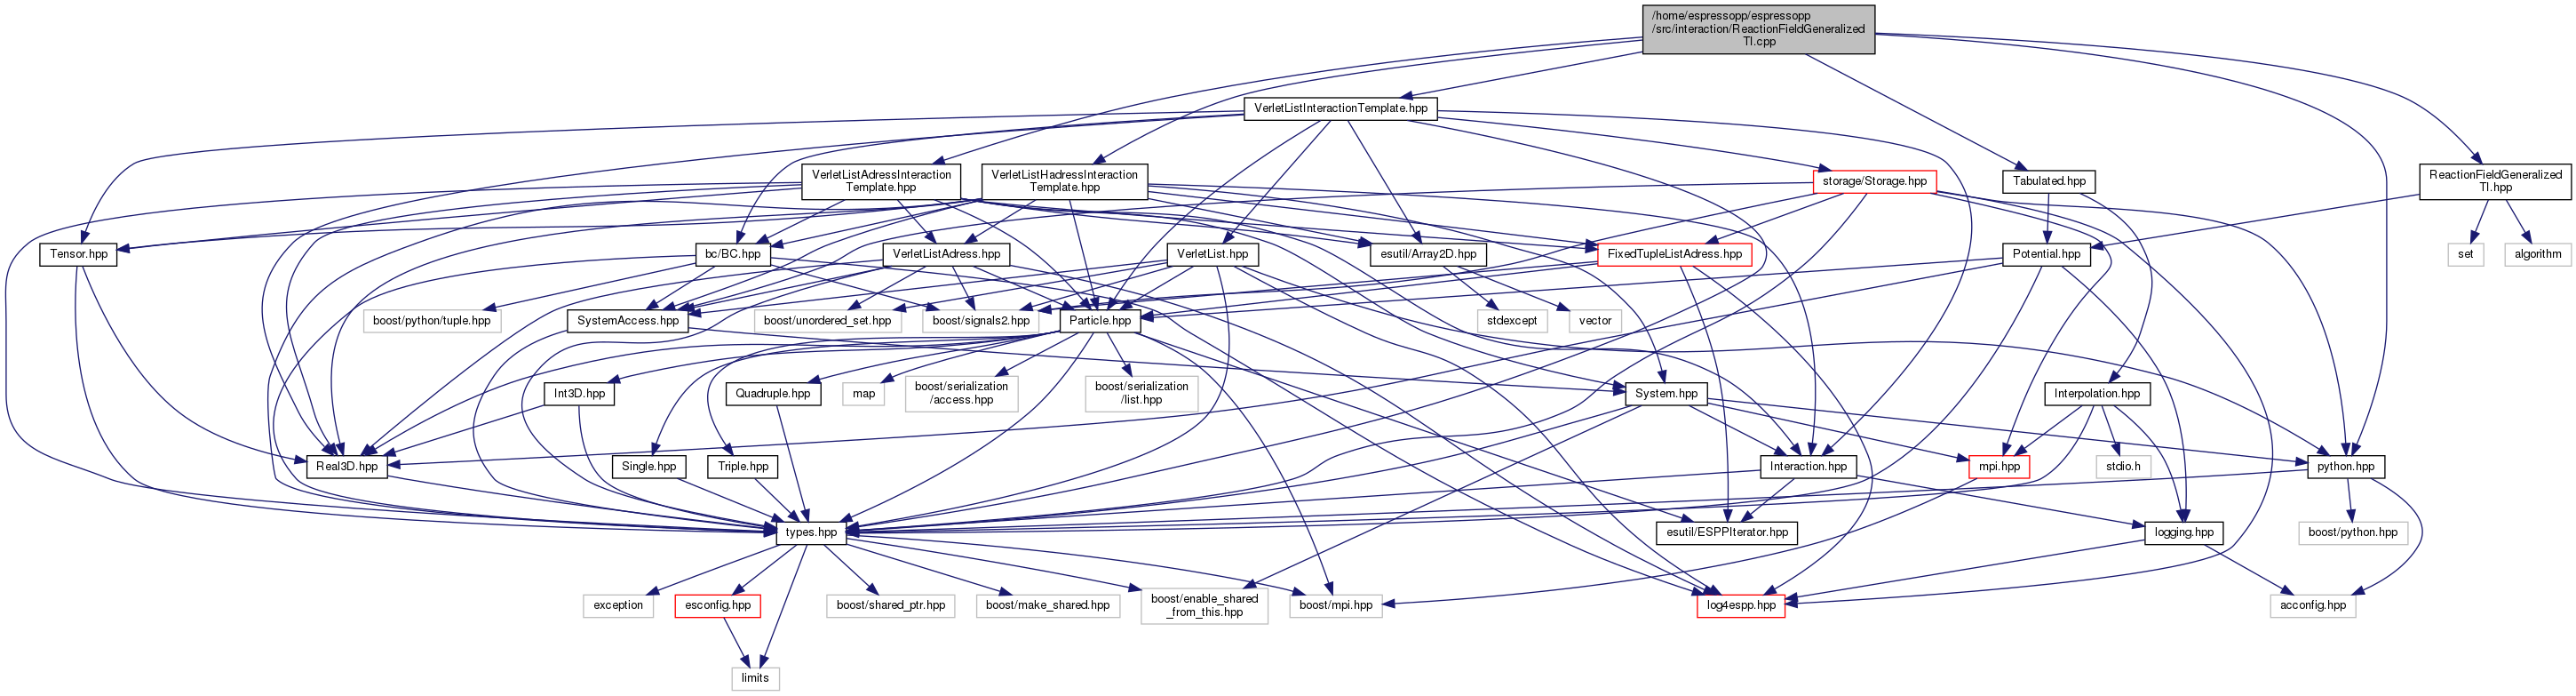 /home/espressopp/espressopp
/src/interaction/ReactionFieldGeneralized
TI.cpp
VerletListInteractionTemplate.hpp
VerletListAdressInteraction
Template.hpp
VerletListHadressInteraction
Template.hpp
storage/Storage.hpp
Tabulated.hpp
ReactionFieldGeneralized
TI.hpp
Tensor.hpp
bc/BC.hpp
VerletListAdress.hpp
VerletList.hpp
esutil/Array2D.hpp
FixedTupleListAdress.hpp
Potential.hpp
set
algorithm
boost/python/tuple.hpp
SystemAccess.hpp
boost/unordered_set.hpp
boost/signals2.hpp
Particle.hpp
stdexcept
vector
Int3D.hpp
Quadruple.hpp
map
boost/serialization
/access.hpp
boost/serialization
/list.hpp
System.hpp
Interpolation.hpp
Real3D.hpp
Single.hpp
Triple.hpp
Interaction.hpp
mpi.hpp
stdio.h
python.hpp
types.hpp
esutil/ESPPIterator.hpp
logging.hpp
boost/python.hpp
exception
esconfig.hpp
boost/shared_ptr.hpp
boost/make_shared.hpp
boost/enable_shared
_from_this.hpp
boost/mpi.hpp
log4espp.hpp
acconfig.hpp
limits